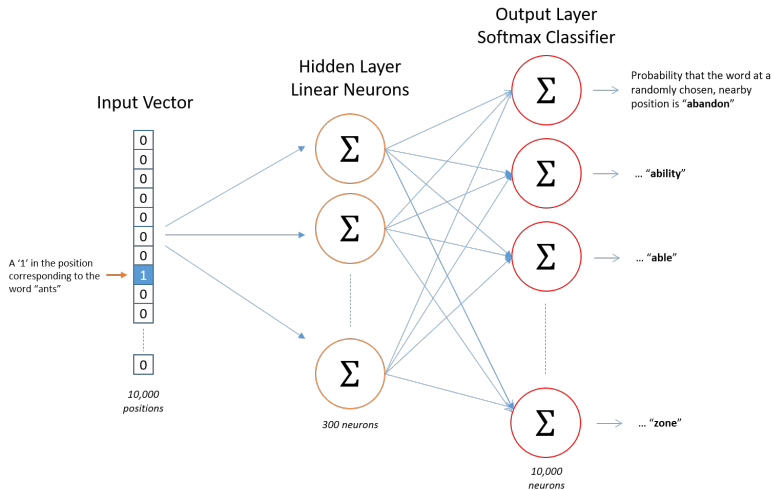 Output Layer
Softmax Classifier
Hidden Layer
Linear Neurons
Input Vector
0
0
0
0
0
0
0
1
0
0
0
A ‘1’ in the position
corresponding to the
word “ants”
10,000
positions
Σ
Σ
Σ
300 neurons
Σ
Σ
Σ
Σ
10,000
neurons
Probability that the word at a
randomly chosen, nearby
position is “abandon”
... “ability”
... “able”
... “zone”